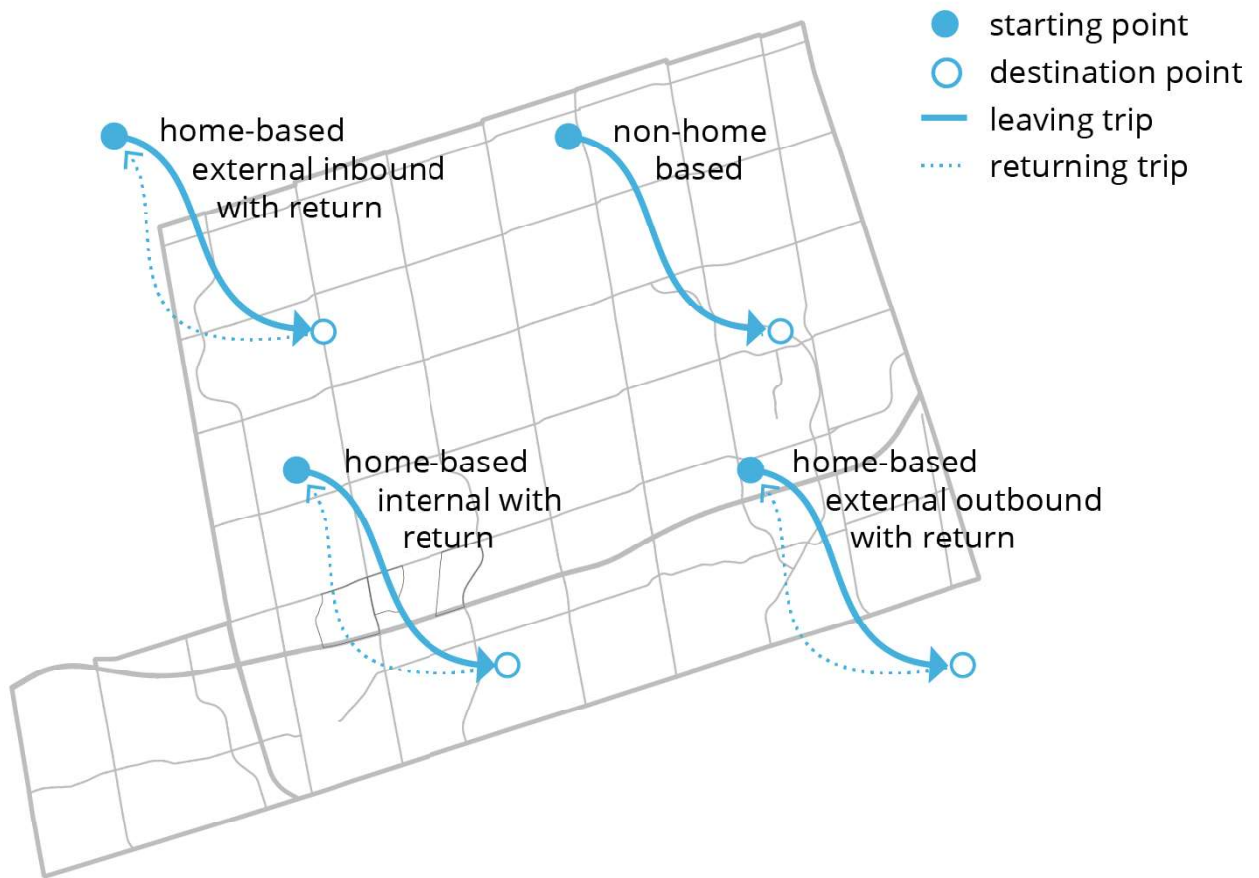 starting point
destination point
leaving trip
returning trip
home-based
external inbound
with return
non-home
based
home-based
internal with
return
home-based
external outbound
with return